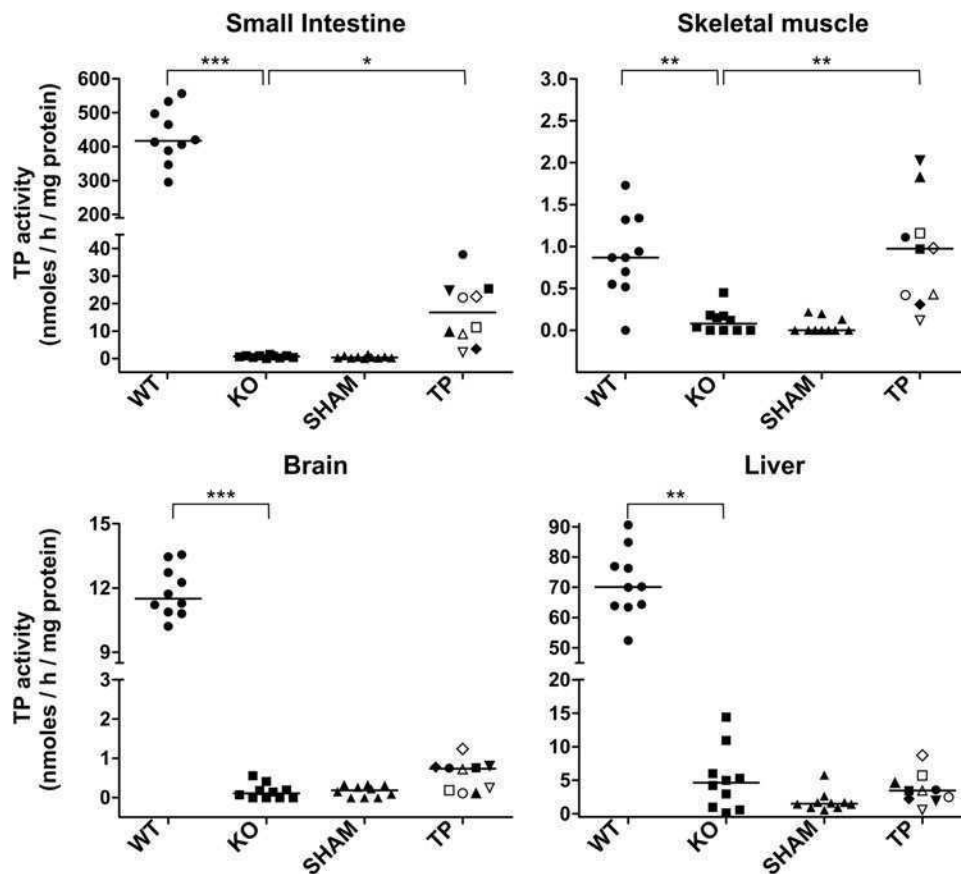 Small Intestine
TP activity
(nmoles / h / mg protein)
***
*
600
500
400
300
200
40
30
20
10
0
WT
KO
SHAM
TP
Skeletal muscle
**
**
3.0
2.5
2.0
1.5
1.0
0.5
0.0
WT
KO
SHAM
TP
Brain
TP activity
(nmoles / h / mg protein)
***
15
12
9
3
2
1
0
WT
KO
SHAM
TP
Liver
**
90
80
70
60
50
20
15
10
5
0
WT
KO
SHAM
TP